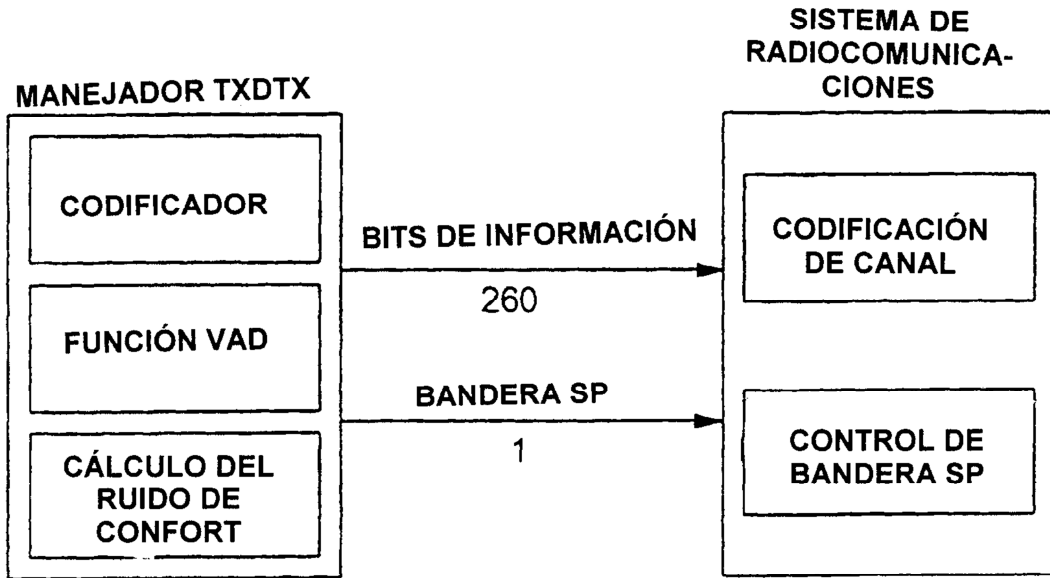 MANEJADOR TXDTX
CODIFICADOR
FUNCIÓN VAD
CÁLCULO DEL
RUIDO DE
CONFORT
BITS DE INFORMACIÓN
260
BANDERA SP
1
SISTEMA DE
RADIOCOMUNICA-
CIONES
CODIFICACIÓN
DE CANAL
CONTROL DE
BANDERA SP